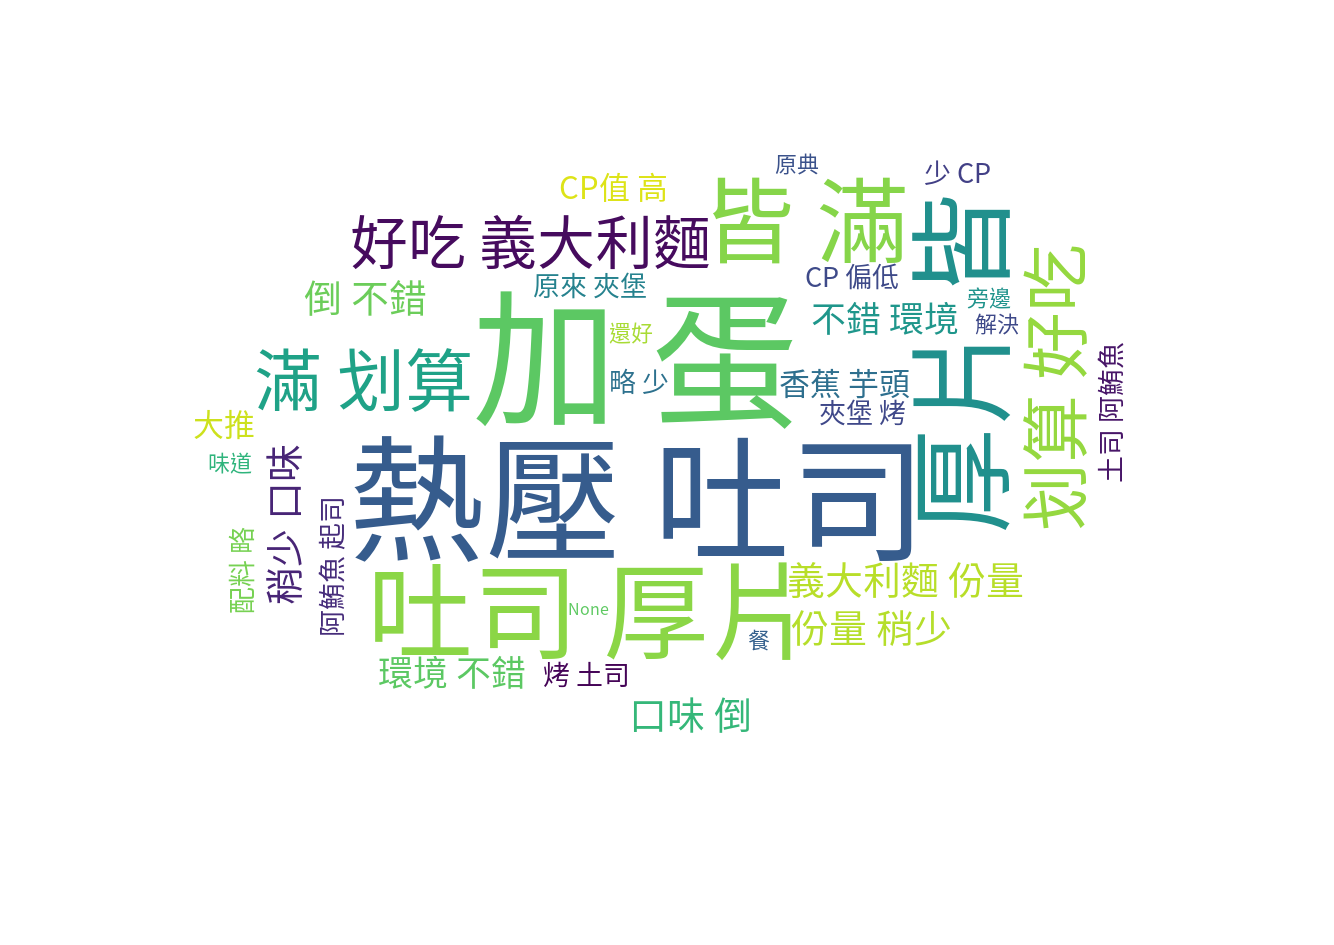 原典
少 CP
CP值 高
皆 滿
好吃 義大利麵
厚片 皆
划算 好吃
CP 偏低
原來 夾堡
倒 不錯
旁邊
不錯 環境
解決
加蛋
還好
滿 划算
略 少
香蕉 芋頭
夾堡 烤
土司 阿鮪魚
大推
味道
稍少 口味
熱壓 吐司
阿鮪魚 起司
配料 略
吐司 厚片
義大利麵 份量
None
份量 稍少
餐
環境 不錯
烤 土司
口味 倒